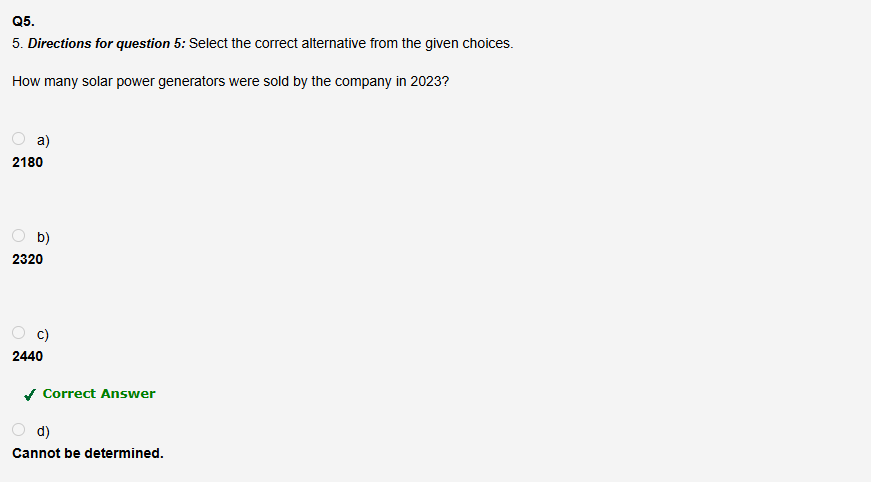 Q5.
5. Directions for question 5: Select the correct alternative from the given choices.
How many solar power generators were sold by the company in 2023?
a)
2180
b)
2320
c)
2440
✓ Correct Answer
d)
Cannot be determined.